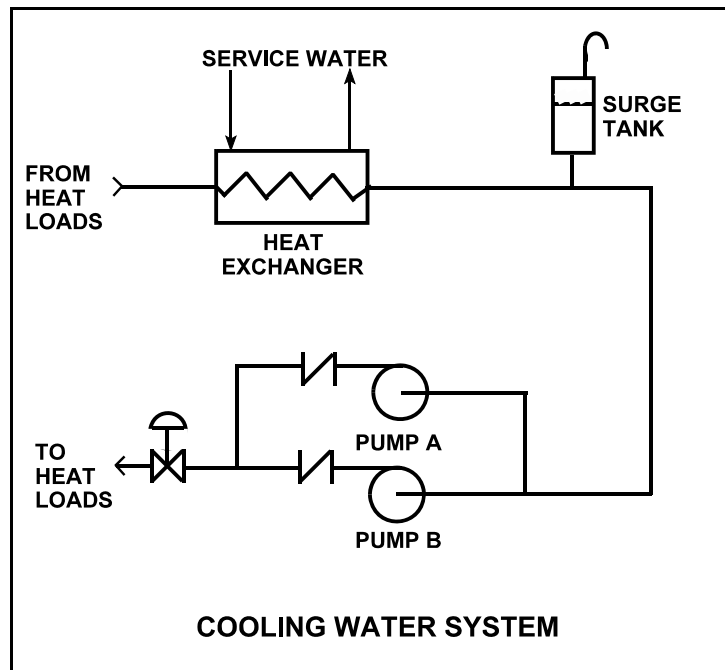 SERVICE WATER
SURGE
TANK
FROM
HEAT
LOADS
HEAT
EXCHANGER
PUMP A
TO
HEAT
LOADS
PUMP B
COOLING WATER SYSTEM